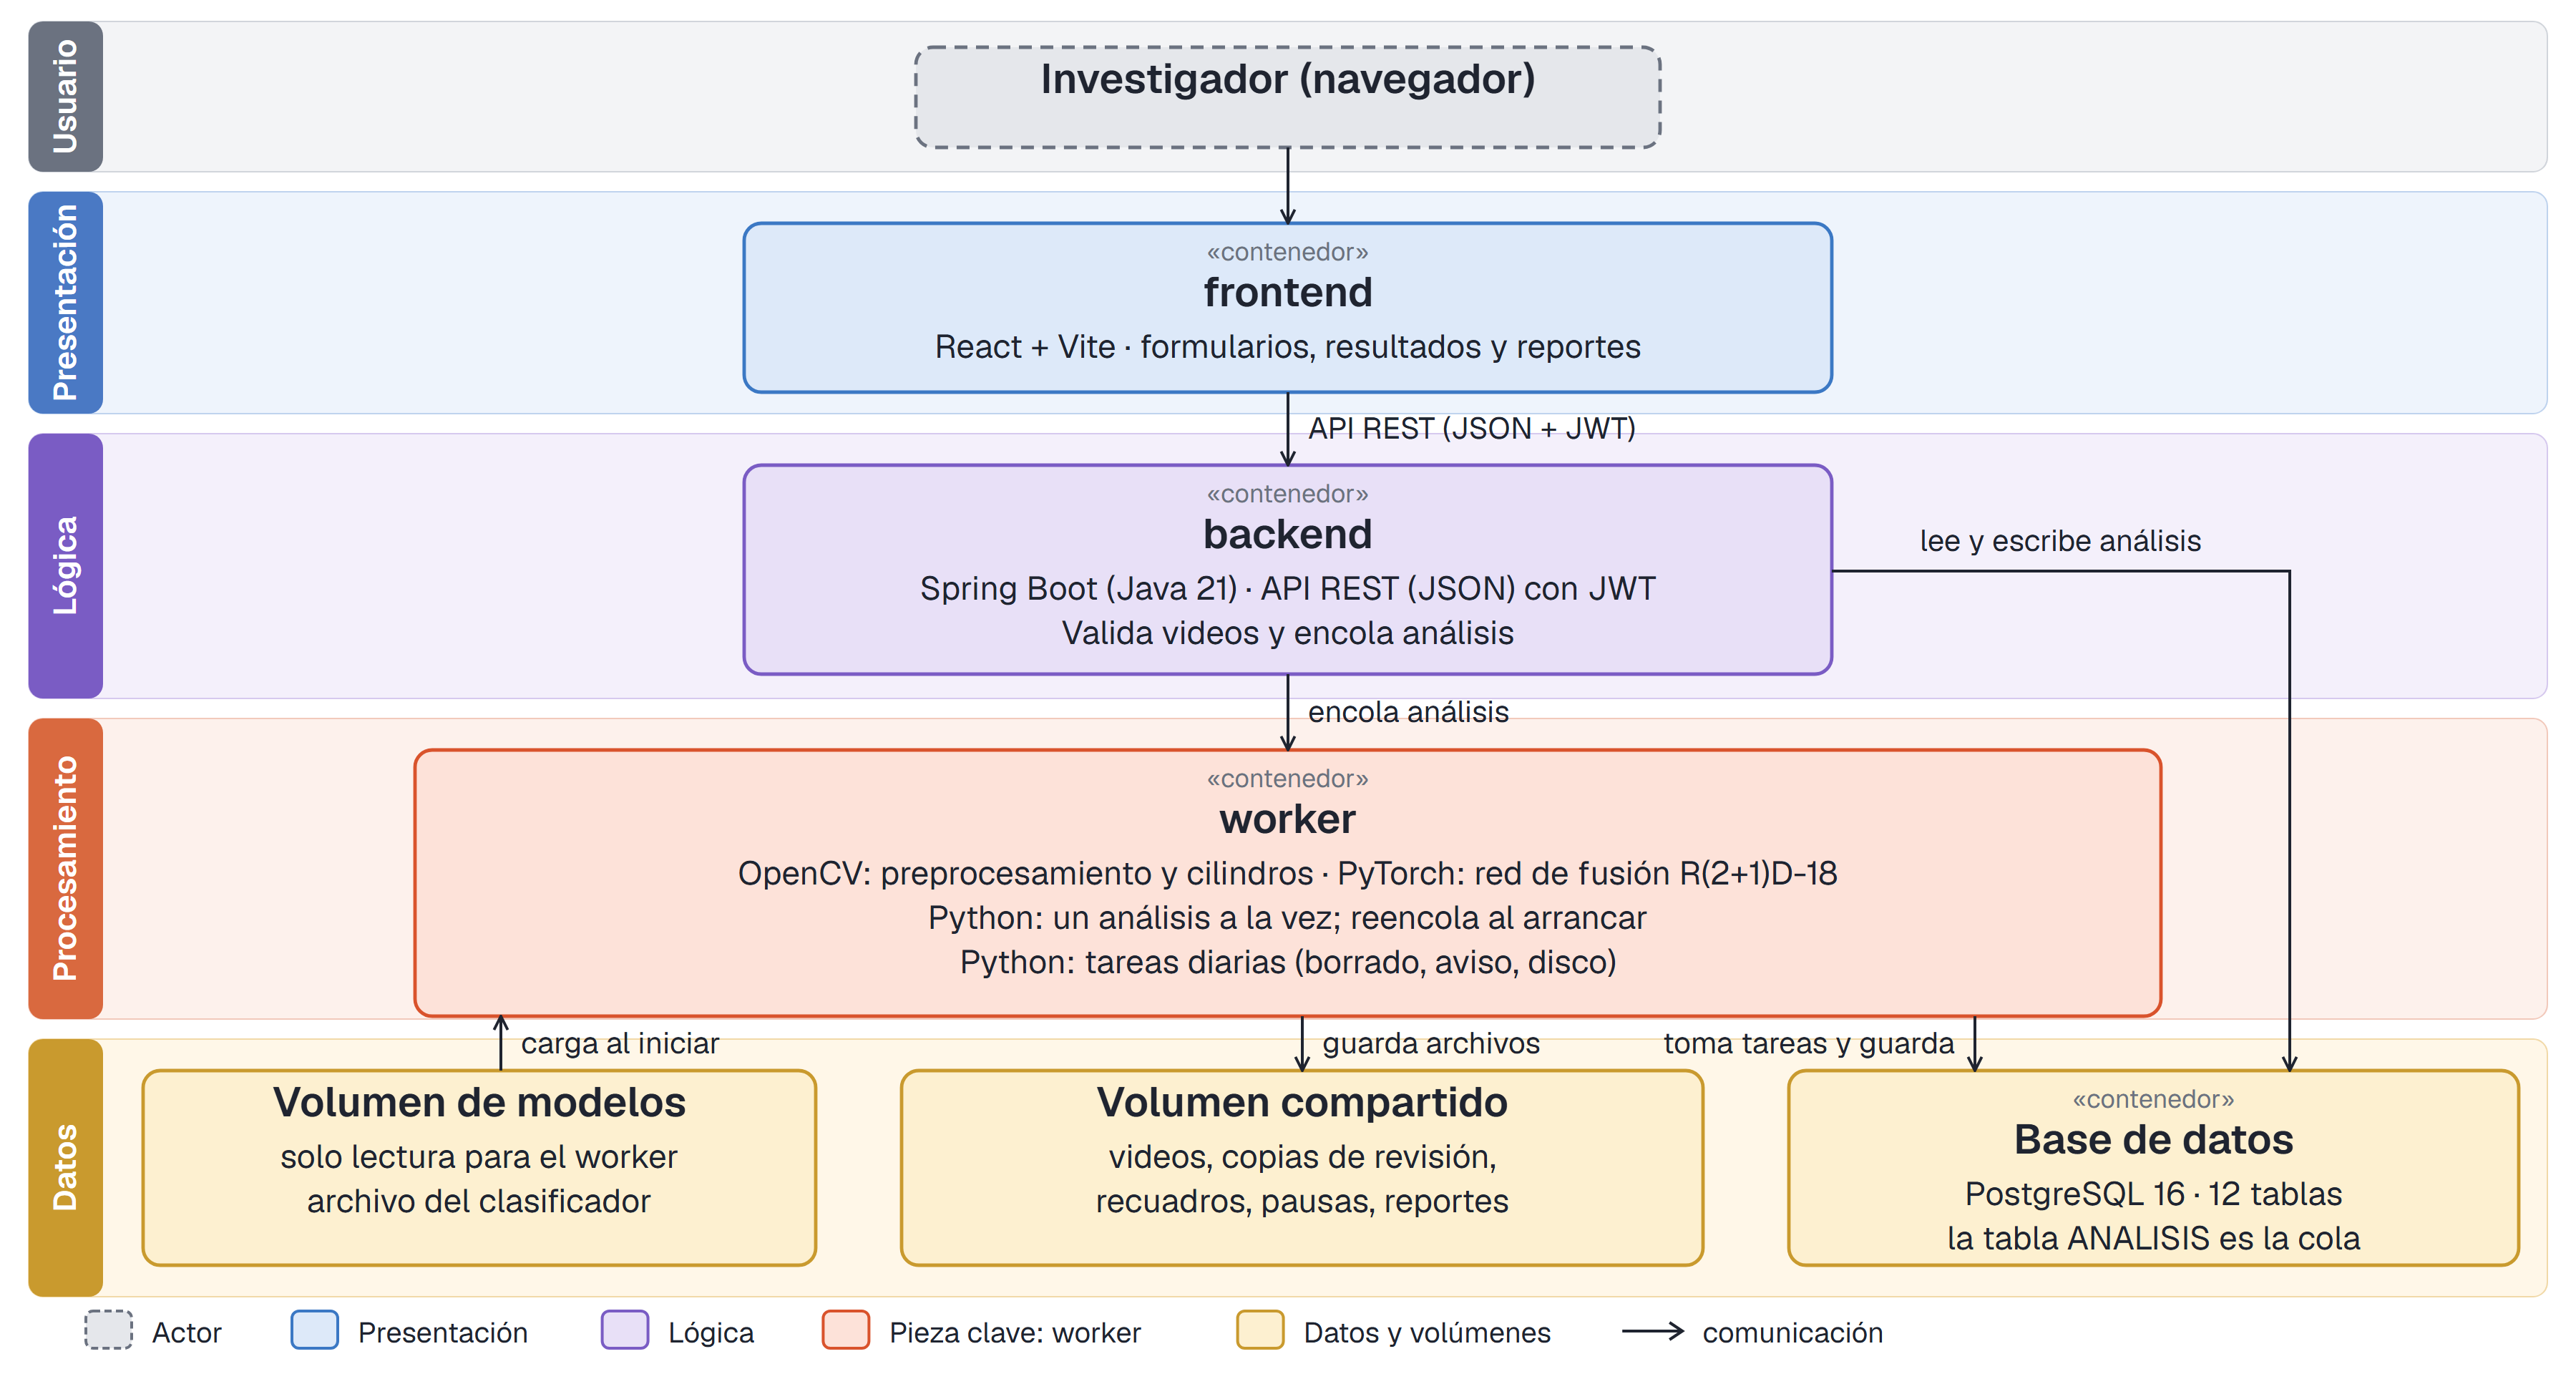 Usuario
Investigador (navegador)
Presentación
«contenedor»
frontend
React + Vite · formularios, resultados y reportes
API REST (JSON + JWT)
Lógica
«contenedor»
backend
Spring Boot (Java 21) · API REST (JSON) con JWT
Valida videos y encola análisis
lee y escribe análisis
encola análisis
Procesamiento
«contenedor»
worker
OpenCV: preprocesamiento y cilindros · PyTorch: red de fusión R(2+1)D-18
Python: un análisis a la vez; reencola al arrancar
Python: tareas diarias (borrado, aviso, disco)
carga al iniciar
guarda archivos
toma tareas y guarda
Datos
Volumen de modelos
solo lectura para el worker
archivo del clasificador
Volumen compartido
videos, copias de revisión,
recuadros, pausas, reportes
«contenedor»
Base de datos
PostgreSQL 16 · 12 tablas
la tabla ANALISIS es la cola
Actor
Presentación
Lógica
Pieza clave: worker
Datos y volúmenes
comunicación